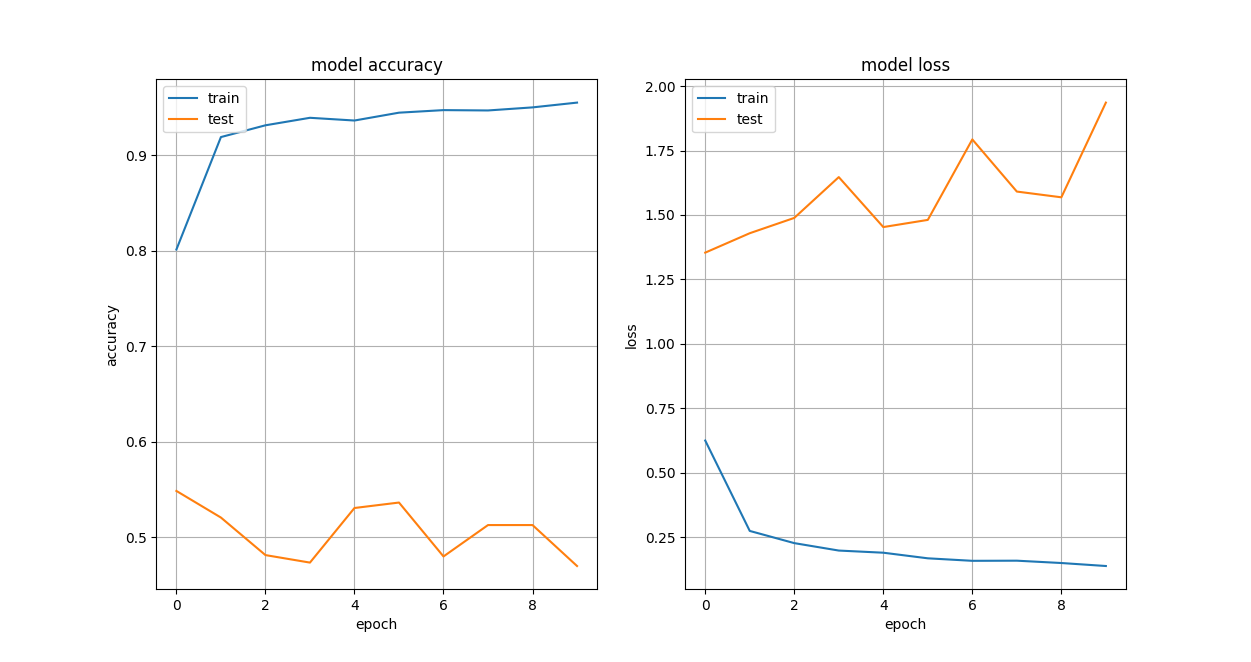 model accuracy
train
test
0.9
0.8
0.7
0.6
0.5
accuracy
0 2 4 6 8
epoch
model loss
train
test
2.00
1.75
1.50
1.25
1.00
0.75
0.50
0.25
loss
0 2 4 6 8
epoch